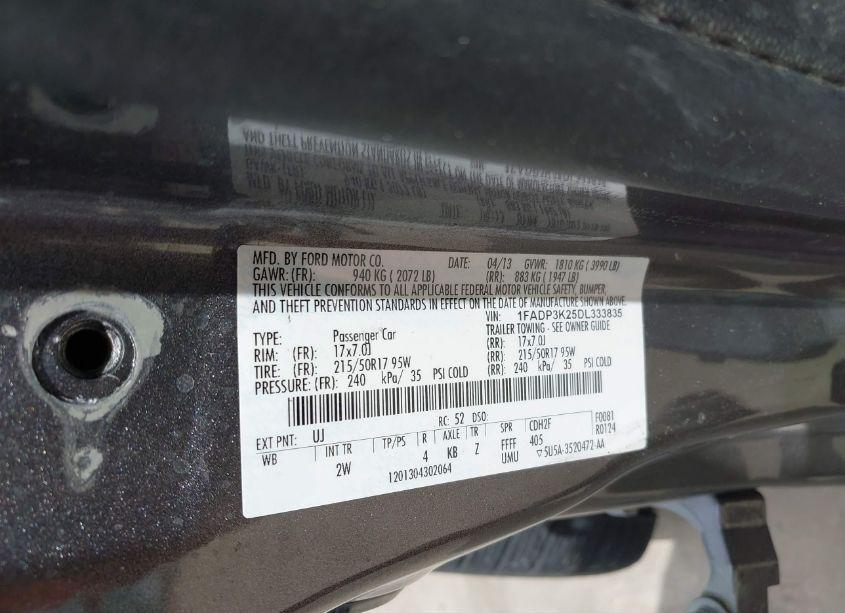 MFD. BY FORD MOTOR CO. DATE: 04/13 GVWR: 1810 KG ( 3990 LB)
GAWR: (FR): 940 KG ( 2072 LB) (RR): 883 KG ( 1947 LB)
THIS VEHICLE CONFORMS TO ALL APPLICABLE FEDERAL MOTOR VEHICLE SAFETY, BUMPER,
AND THEFT PREVENTION STANDARDS IN EFFECT ON THE DATE OF MANUFACTURE SHOWN ABOVE.
VIN: 1FADP3K25DL333835
TYPE: Passenger Car TRAILER TOWING - SEE OWNER GUIDE
RIM: (FR): 17x7.0J (RR): 17x7.0J
TIRE: (FR): 215/50R17 95W (RR): 215/50R17 95W
PRESSURE: (FR): 240 kPa/ 35 PSI COLD (RR): 240 kPa/ 35 PSI COLD
RC: 52 DSO: F0081
EXT PNT: UJ R0124
WB INT TR TP/PS R AXLE TR SPR CDH2F
2W 4 KB Z FFFF 405
UMU ▽5U5A-3520472-AA
1201304302064